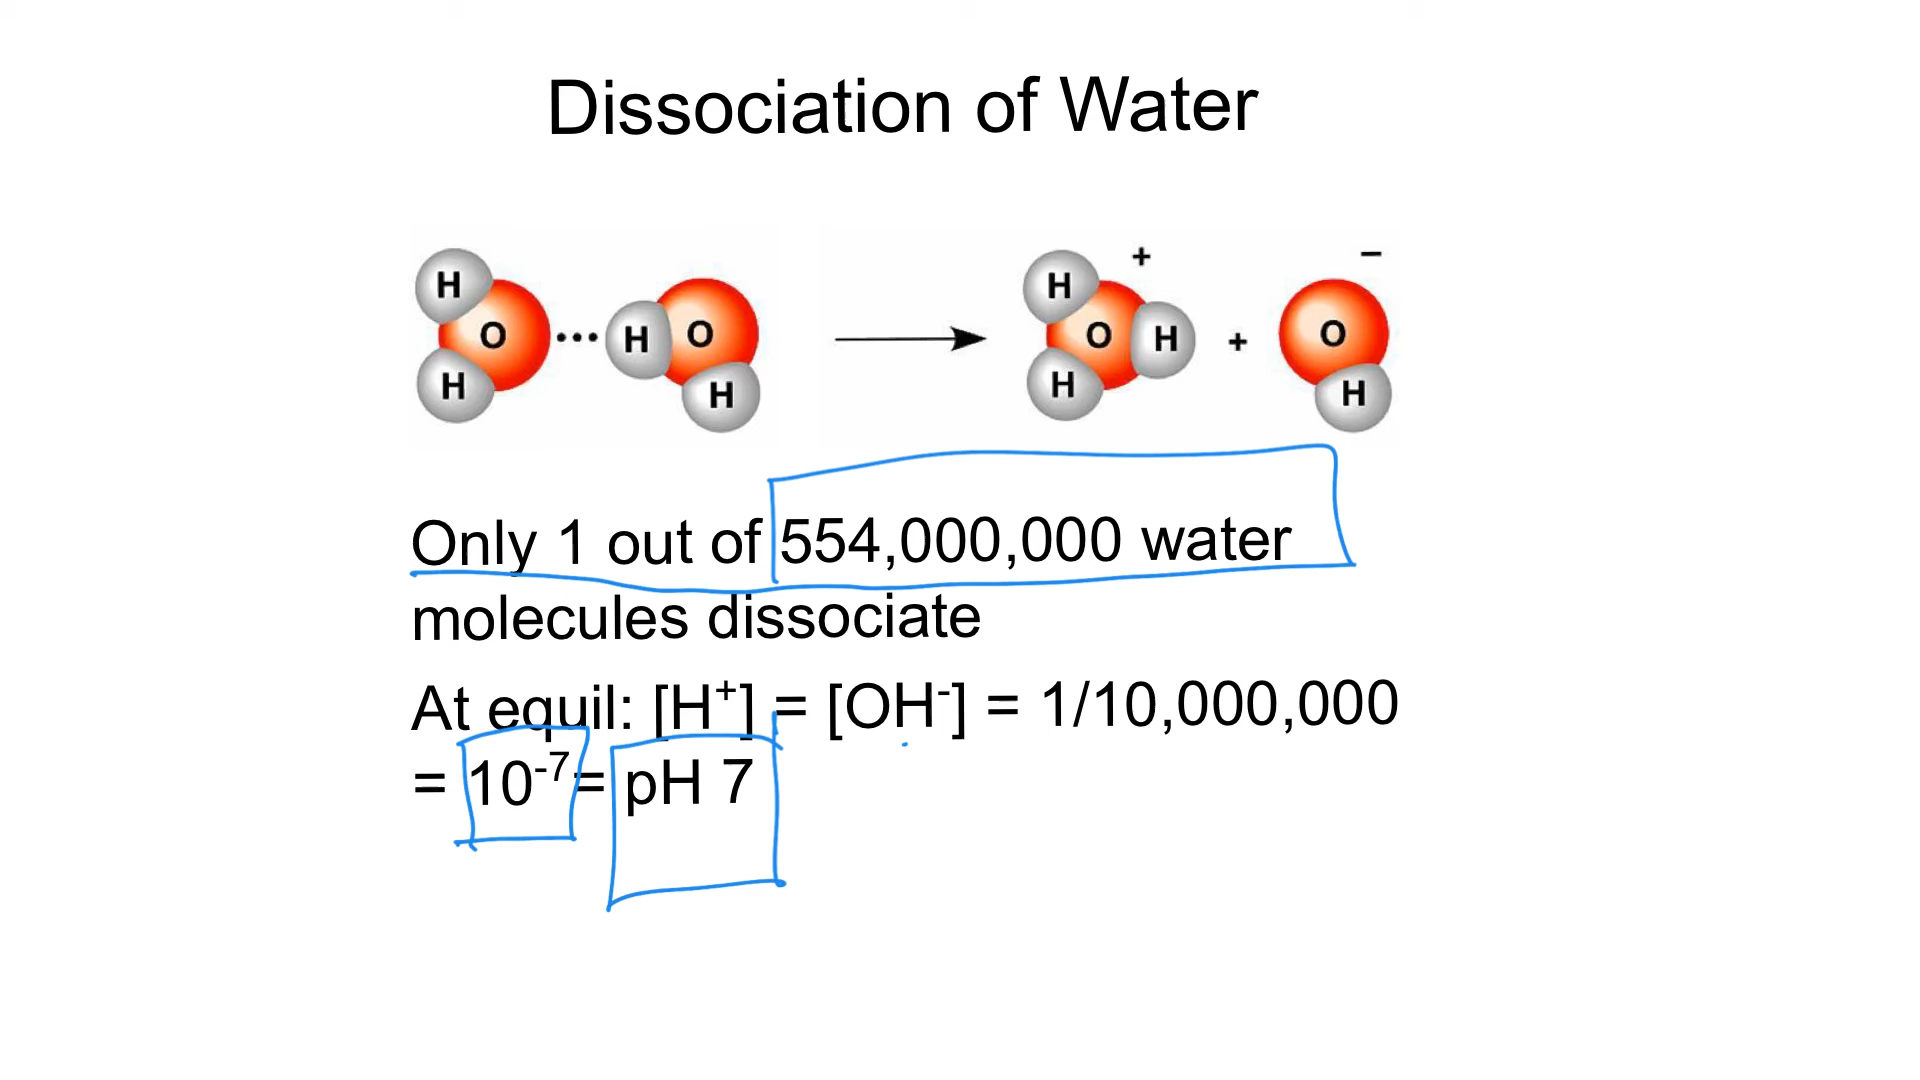 Dissociation of Water
+ −
H H
O ... H O O H + O
H H H H
Only 1 out of 554,000,000 water
molecules dissociate
At equil: [H⁺] = [OH⁻] = 1/10,000,000
= 10⁻⁷= pH 7